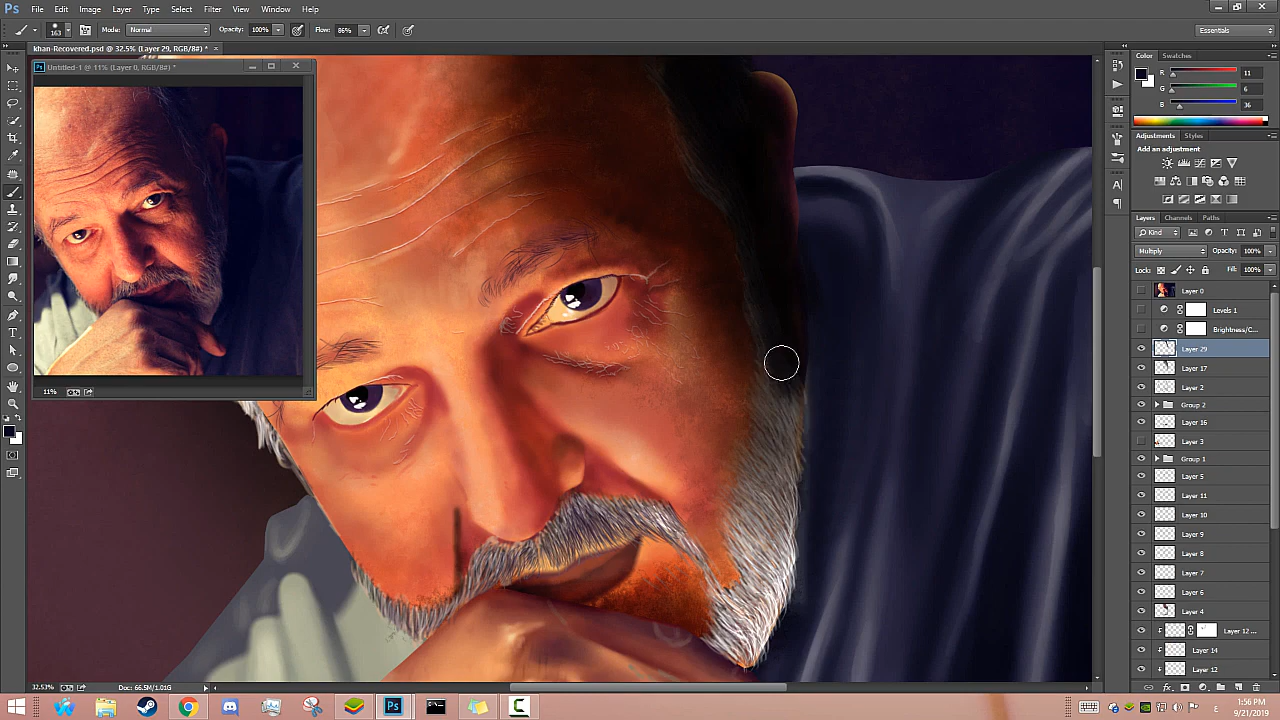 Ps File Edit Image Layer Type Select Filter View Window Help
163 Mode: Normal Opacity: 100% Flow: 86% Essentials
khan-Recovered.psd @ 32.5% (Layer 29, RGB/8#) * ×
Ps Untitled-1 @ 11% (Layer 0, RGB/8#) *
11%
Color Swatches
R 11
G 6
B 36
Adjustments Styles
Add an adjustment
Layers Channels Paths
Kind
Multiply Opacity: 100%
Lock: Fill: 100%
Layer 0
Levels 1
Brightness/C...
Layer 29
Layer 17
Layer 2
Group 2
Layer 16
Layer 3
Group 1
Layer 5
Layer 11
Layer 10
Layer 9
Layer 8
Layer 7
Layer 6
Layer 4
Layer 12 ...
Layer 14
Layer 12
32.53% Doc: 66.5M/1.01G
Ps
1:56 PM
9/21/2019